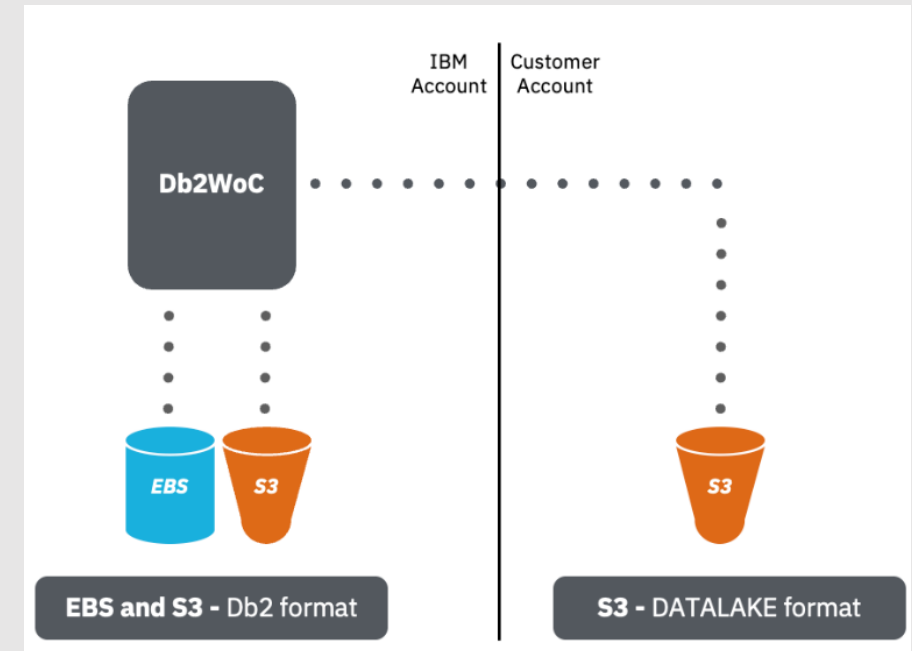 IBM
Account
Customer
Account
Db2WoC
EBS
S3
S3
EBS and S3 - Db2 format
S3 - DATALAKE format